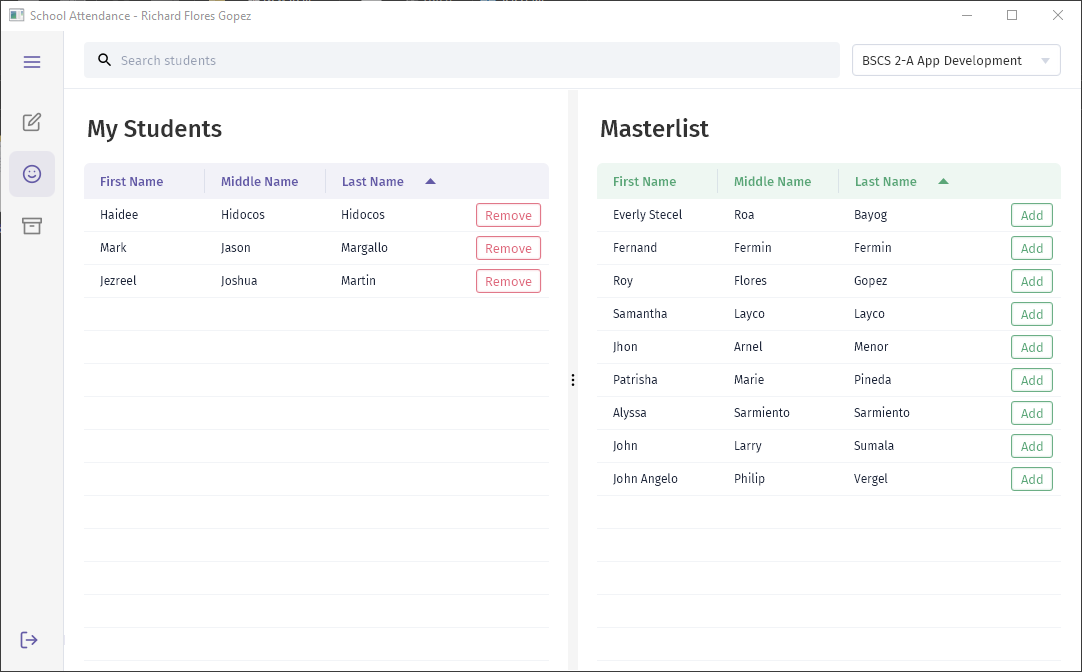 School Attendance - Richard Flores Gopez
Search students
BSCS 2-A App Development
My Students
First Name Middle Name Last Name
Haidee Hidocos Hidocos Remove
Mark Jason Margallo Remove
Jezreel Joshua Martin Remove
Masterlist
First Name Middle Name Last Name
Everly Stecel Roa Bayog Add
Fernand Fermin Fermin Add
Roy Flores Gopez Add
Samantha Layco Layco Add
Jhon Arnel Menor Add
Patrisha Marie Pineda Add
Alyssa Sarmiento Sarmiento Add
John Larry Sumala Add
John Angelo Philip Vergel Add